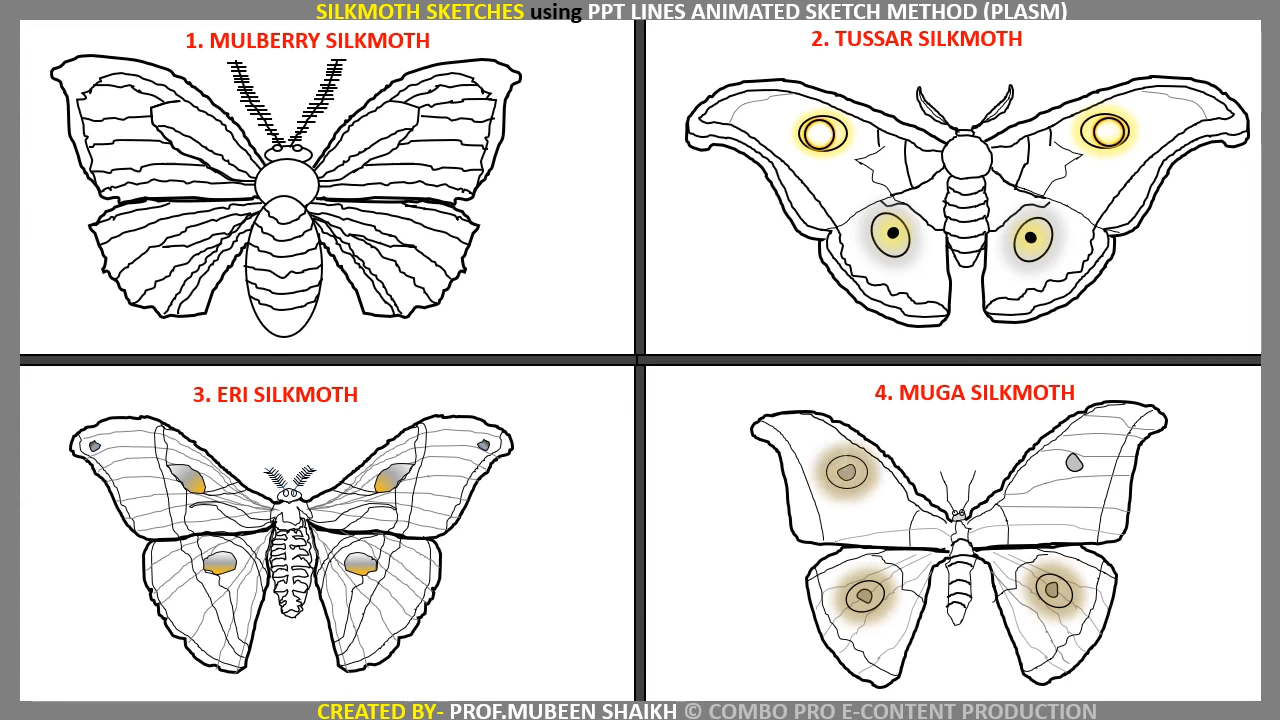 SILKMOTH SKETCHES using PPT LINES ANIMATED SKETCH METHOD (PLASM)
1. MULBERRY SILKMOTH
2. TUSSAR SILKMOTH
3. ERI SILKMOTH
4. MUGA SILKMOTH
CREATED BY- PROF.MUBEEN SHAIKH © COMBO PRO E-CONTENT PRODUCTION